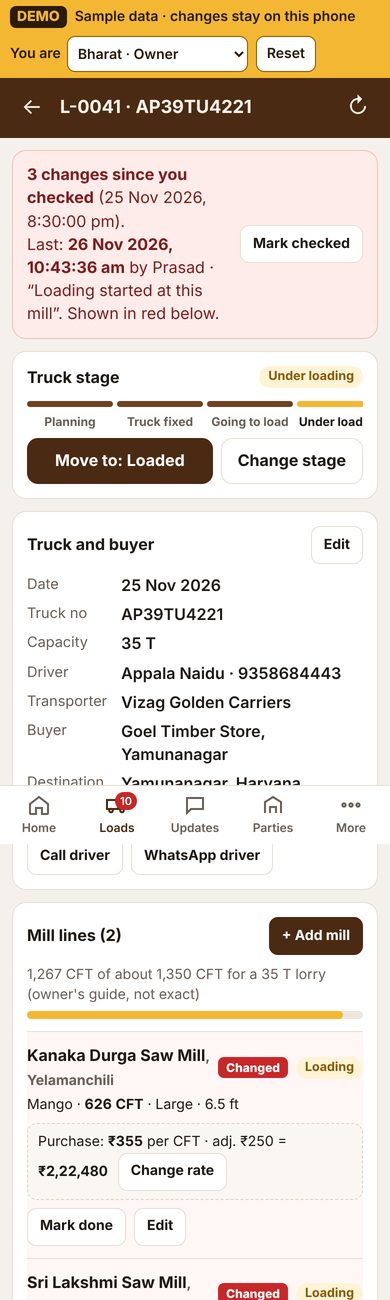 DEMO Sample data · changes stay on this phone
You are Bharat · Owner Reset
← L-0041 · AP39TU4221
3 changes since you
checked (25 Nov 2026,
8:30:00 pm).
Last: 26 Nov 2026,
10:43:36 am by Prasad ·
“Loading started at this
mill”. Shown in red below.
Mark checked
Truck stage Under loading
Planning Truck fixed Going to load Under load
Move to: Loaded Change stage
Truck and buyer Edit
Date 25 Nov 2026
Truck no AP39TU4221
Capacity 35 T
Driver Appala Naidu · 9358684443
Transporter Vizag Golden Carriers
Buyer Goel Timber Store,
Yamunanagar
Destination Yamunanagar, Haryana
10
Home Loads Updates Parties More
Call driver WhatsApp driver
Mill lines (2) + Add mill
1,267 CFT of about 1,350 CFT for a 35 T lorry
(owner's guide, not exact)
Kanaka Durga Saw Mill, Changed Loading
Yelamanchili
Mango · 626 CFT · Large · 6.5 ft
Purchase: ₹355 per CFT · adj. ₹250 =
₹2,22,480 Change rate
Mark done Edit
Sri Lakshmi Saw Mill, Changed Loading